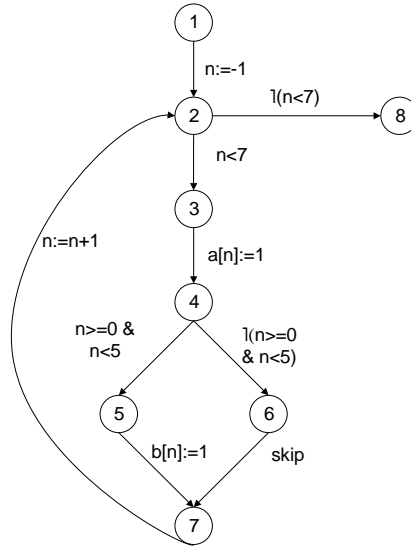 1
n:=-1
2
ך(n<7)
8
n<7
3
n:=n+1
a[n]:=1
4
n>=0 &
n<5
ך(n>=0
& n<5)
5
6
b[n]:=1
skip
7